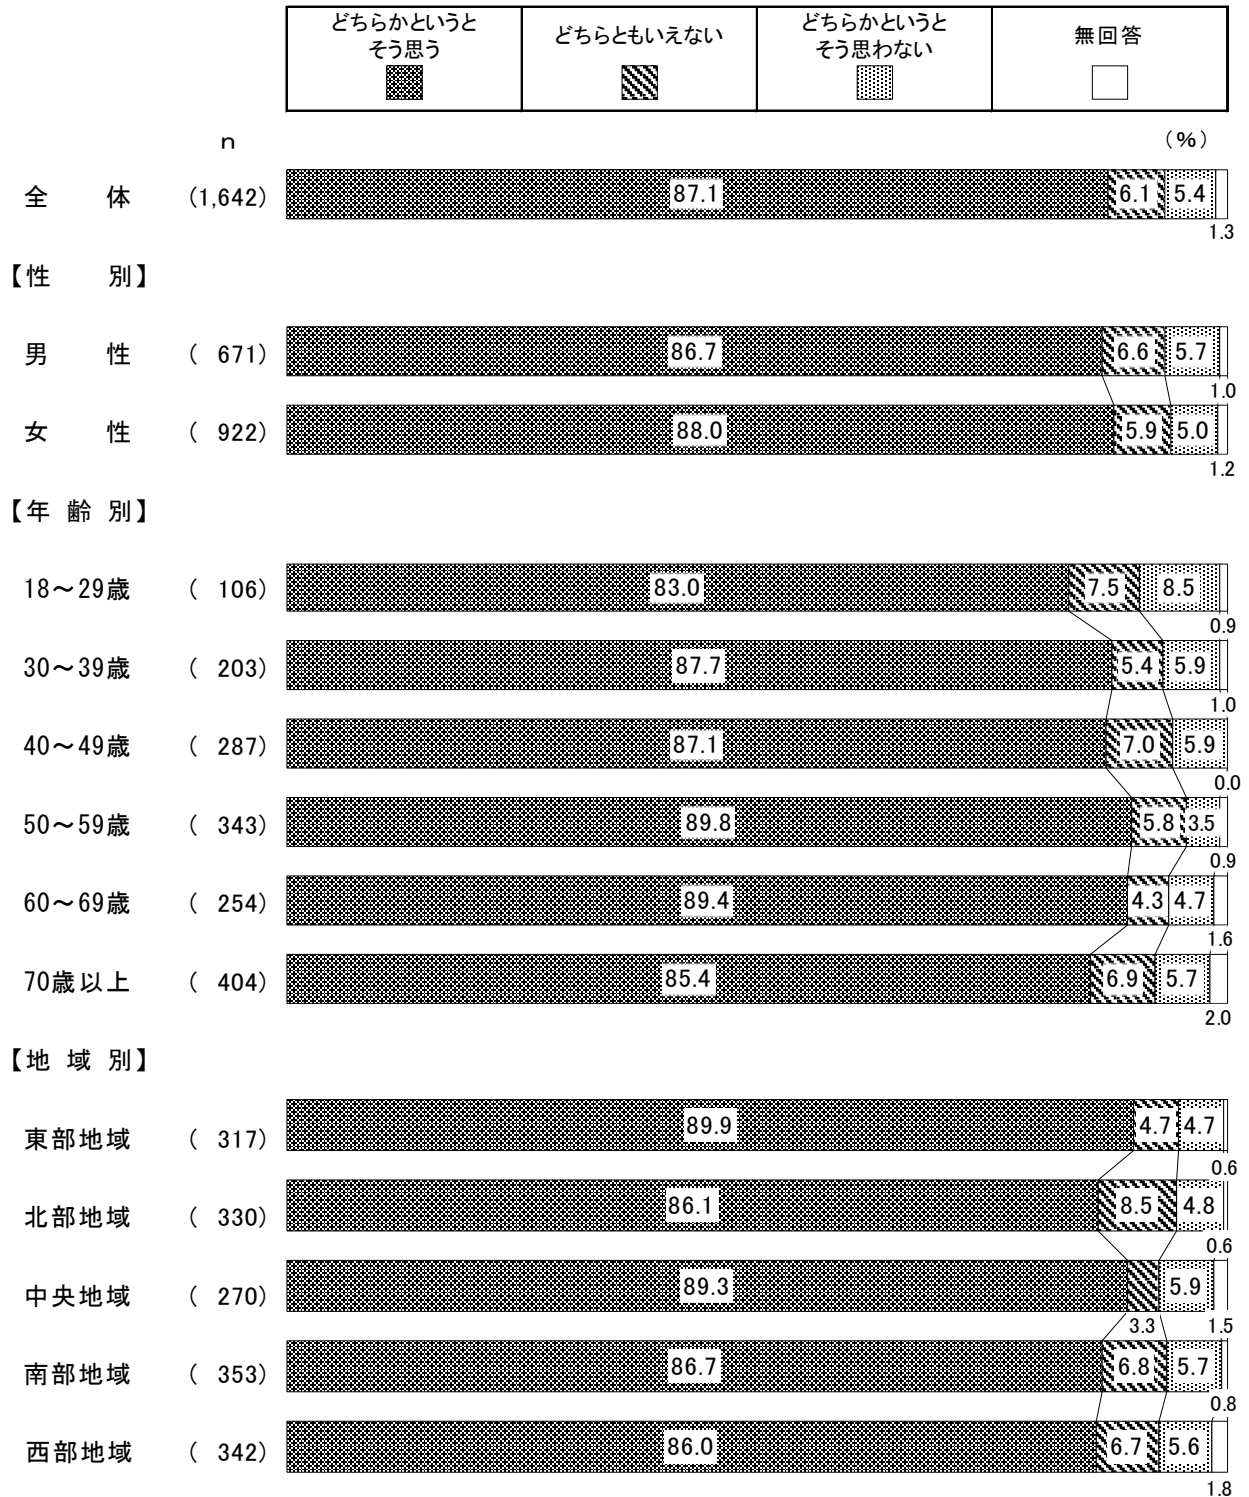 どちらかというと
そう思う
どちらともいえない
どちらかというと
そう思わない
無回答
n
(%)
全 体 (1,642) 87.1 6.1 5.4
1.3
【性 別】
男 性 ( 671) 86.7 6.6 5.7
1.0
女 性 ( 922) 88.0 5.9 5.0
1.2
【年 齢 別】
18～29歳 ( 106) 83.0 7.5 8.5
0.9
30～39歳 ( 203) 87.7 5.4 5.9
1.0
40～49歳 ( 287) 87.1 7.0 5.9
0.0
50～59歳 ( 343) 89.8 5.8 3.5
0.9
60～69歳 ( 254) 89.4 4.3 4.7
1.6
70歳以上 ( 404) 85.4 6.9 5.7
2.0
【地 域 別】
東部地域 ( 317) 89.9 4.7 4.7
0.6
北部地域 ( 330) 86.1 8.5 4.8
0.6
中央地域 ( 270) 89.3 5.9
3.3 1.5
南部地域 ( 353) 86.7 6.8 5.7
0.8
西部地域 ( 342) 86.0 6.7 5.6
1.8